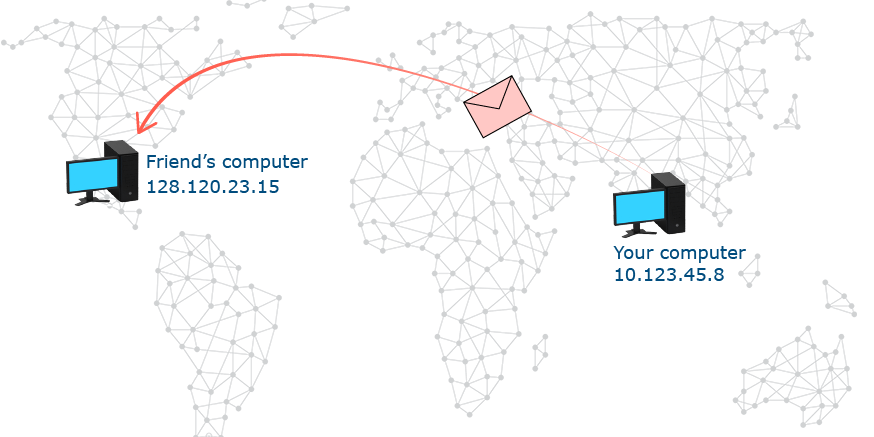 Friend’s computer
128.120.23.15
Your computer
10.123.45.8